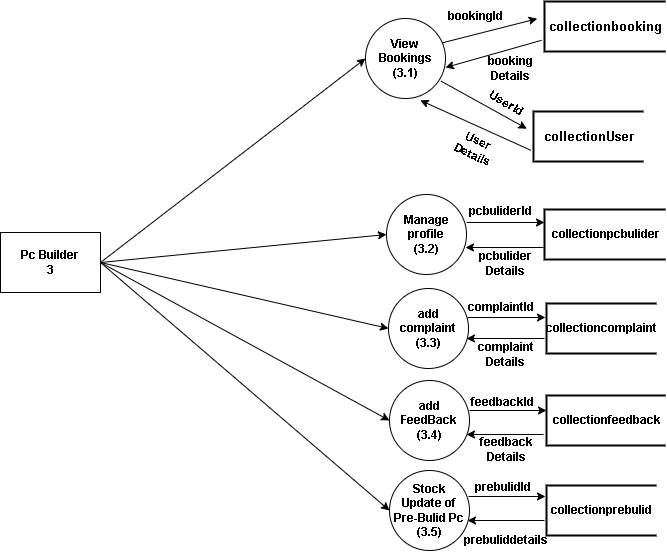 Pc Builder
3
View
Bookings
(3.1)
bookingId
collectionbooking
booking
Details
UserId
collectionUser
User
Details
Manage
profile
(3.2)
pcbuliderId
collectionpcbulider
pcbulider
Details
add
complaint
(3.3)
complaintId
collectioncomplaint
complaint
Details
add
FeedBack
(3.4)
feedbackId
collectionfeedback
feedback
Details
Stock
Update of
Pre-Bulid Pc
(3.5)
prebulidId
collectionprebulid
prebuliddetails